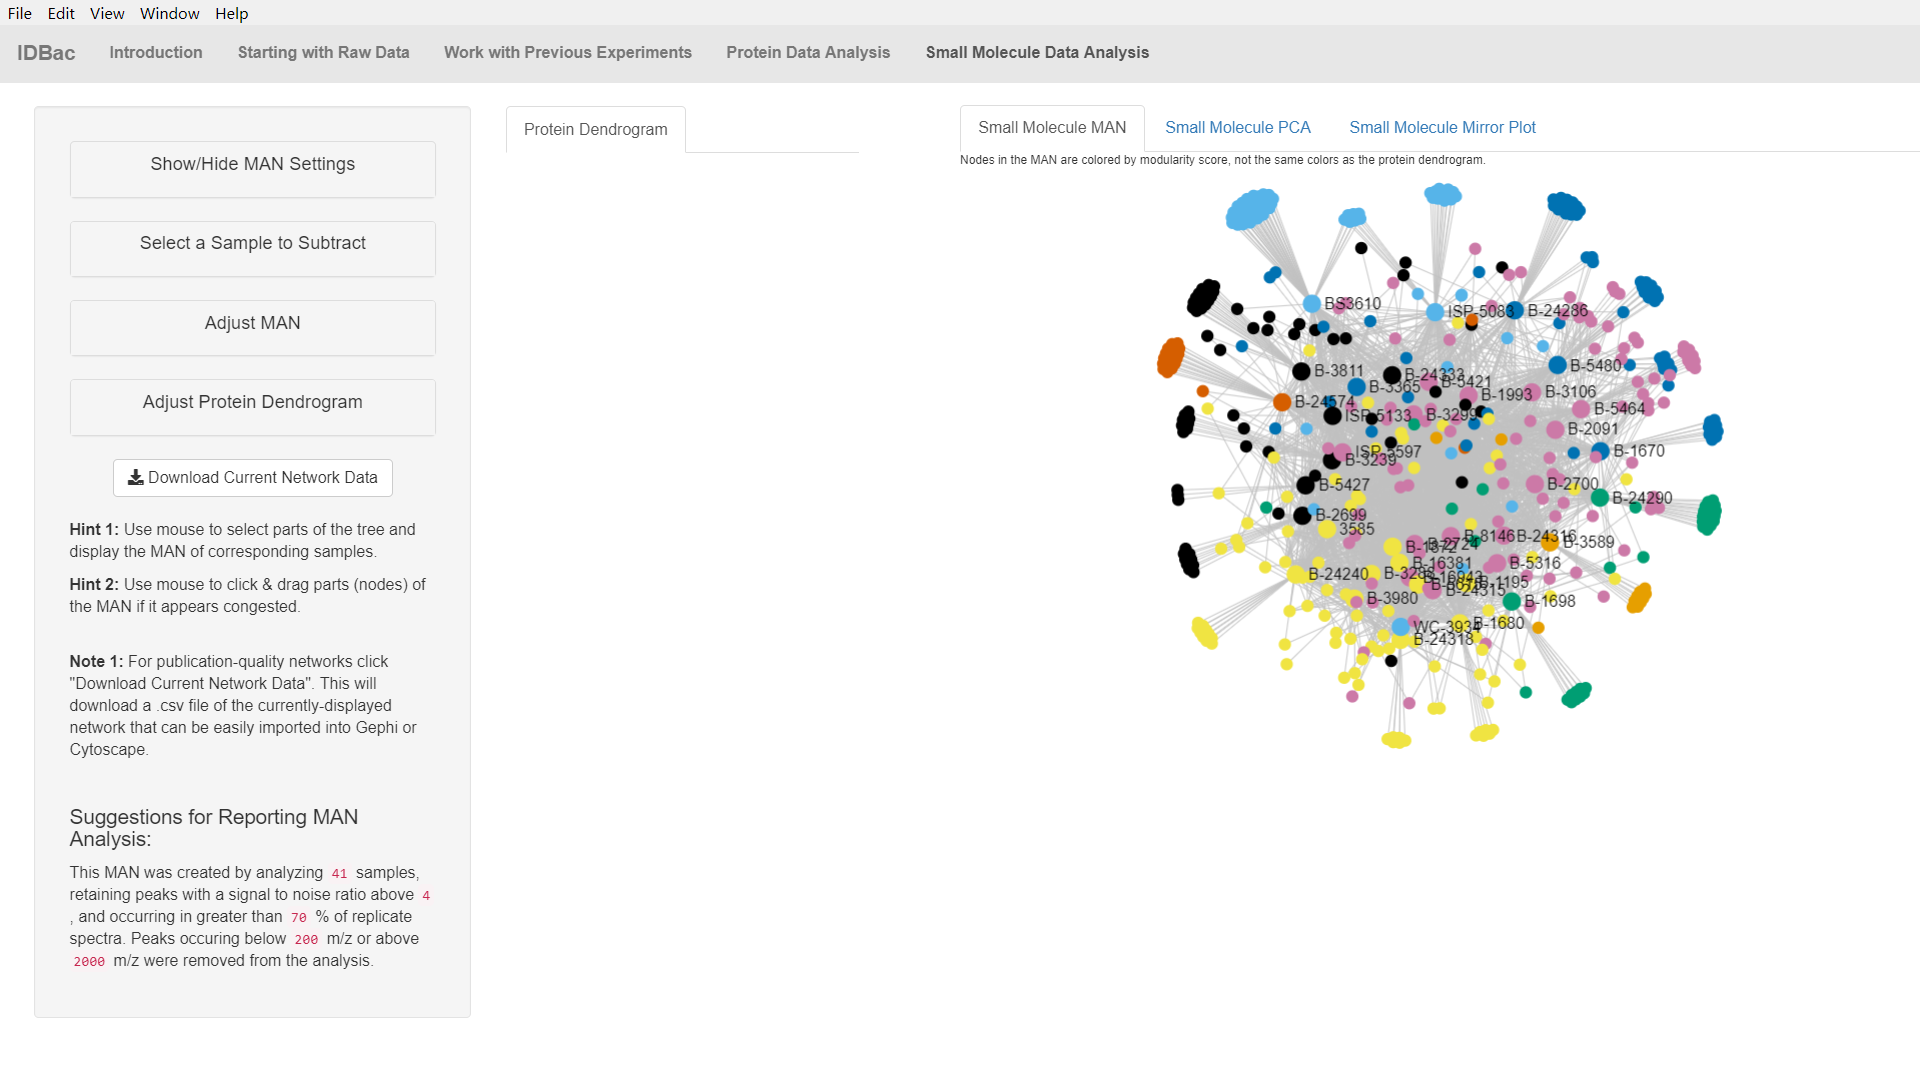 File Edit View Window Help
IDBac Introduction Starting with Raw Data Work with Previous Experiments Protein Data Analysis Small Molecule Data Analysis
Show/Hide MAN Settings
Select a Sample to Subtract
Adjust MAN
Adjust Protein Dendrogram
Download Current Network Data
Hint 1: Use mouse to select parts of the tree and
display the MAN of corresponding samples.
Hint 2: Use mouse to click & drag parts (nodes) of
the MAN if it appears congested.
Note 1: For publication-quality networks click
"Download Current Network Data". This will
download a .csv file of the currently-displayed
network that can be easily imported into Gephi or
Cytoscape.
Suggestions for Reporting MAN
Analysis:
This MAN was created by analyzing 41 samples,
retaining peaks with a signal to noise ratio above 4
, and occurring in greater than 70 % of replicate
spectra. Peaks occuring below 200 m/z or above
2000 m/z were removed from the analysis.
Protein Dendrogram
Small Molecule MAN Small Molecule PCA Small Molecule Mirror Plot
Nodes in the MAN are colored by modularity score, not the same colors as the protein dendrogram.
BS3610
ISP-5083
B-24286
B-3811
B-24333
B-5480
B-3365
B-5421
B-1993
B-3106
B-24574
ISP-5133
B-3299
B-5464
B-2091
ISP-5597
B-3239
B-1670
B-5427
B-2700
B-24290
B-2699
3585
B-8146
B-24316
B-3589
B-2724
B-16381
B-5316
B-24240
B-1195
B-24315
B-3980
B-1698
WC-3934
B-1680
B-24318